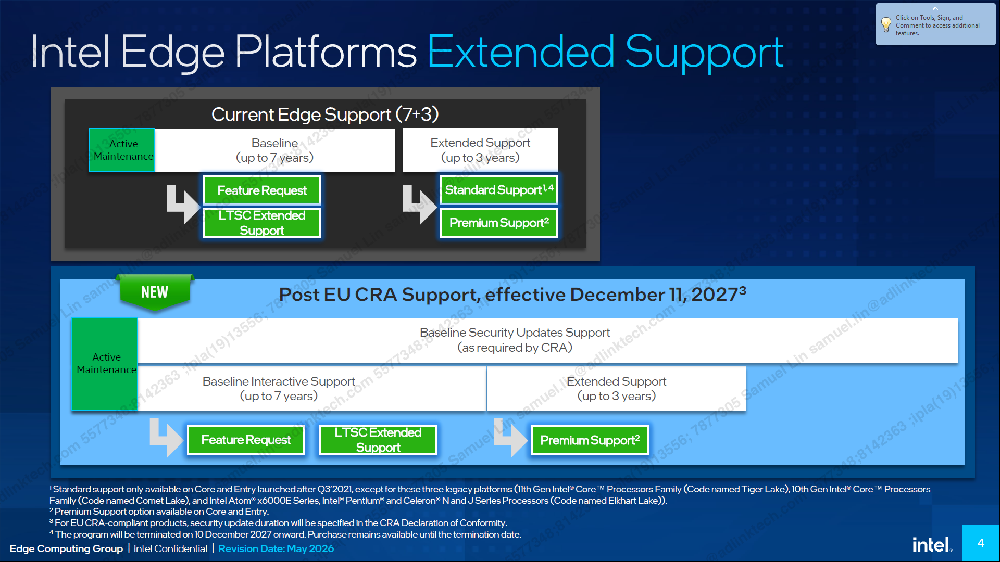 Click on Tools, Sign, and
Comment to access additional
features.
Intel Edge Platforms Extended Support
Current Edge Support (7+3)
Active
Maintenance
Baseline
(up to 7 years)
Extended Support
(up to 3 years)
Feature Request
LTSC Extended
Support
Standard Support¹,⁴
Premium Support²
NEW
Post EU CRA Support, effective December 11, 2027³
Active
Maintenance
Baseline Security Updates Support
(as required by CRA)
Baseline Interactive Support
(up to 7 years)
Extended Support
(up to 3 years)
Feature Request
LTSC Extended
Support
Premium Support²
¹ Standard support only available on Core and Entry launched after Q3’2021, except for these three legacy platforms (11th Gen Intel® Core™ Processors Family (Code named Tiger Lake), 10th Gen Intel® Core™ Processors
Family (Code named Comet Lake), and Intel Atom® x6000E Series, Intel® Pentium® and Celeron® N and J Series Processors (Code named Elkhart Lake)).
² Premium Support option available on Core and Entry.
³ For EU CRA-compliant products, security update duration will be specified in the CRA Declaration of Conformity.
⁴ The program will be terminated on 10 December 2027 onward. Purchase remains available until the termination date.
Edge Computing Group | Intel Confidential | Revision Date: May 2026
intel.
4